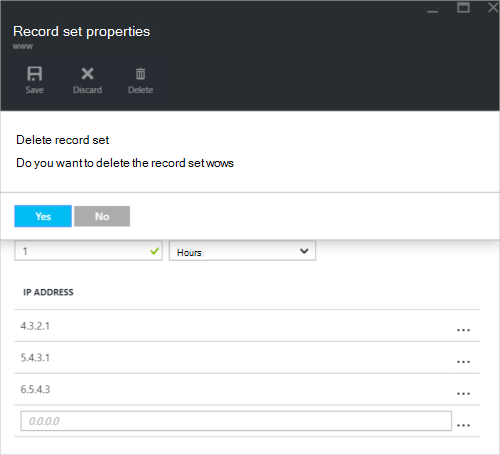 Record set properties
www
Save Discard Delete
Delete record set
Do you want to delete the record set wows
Yes No
1 Hours
IP ADDRESS
4.3.2.1 ...
5.4.3.1 ...
6.5.4.3 ...
0.0.0.0 ...